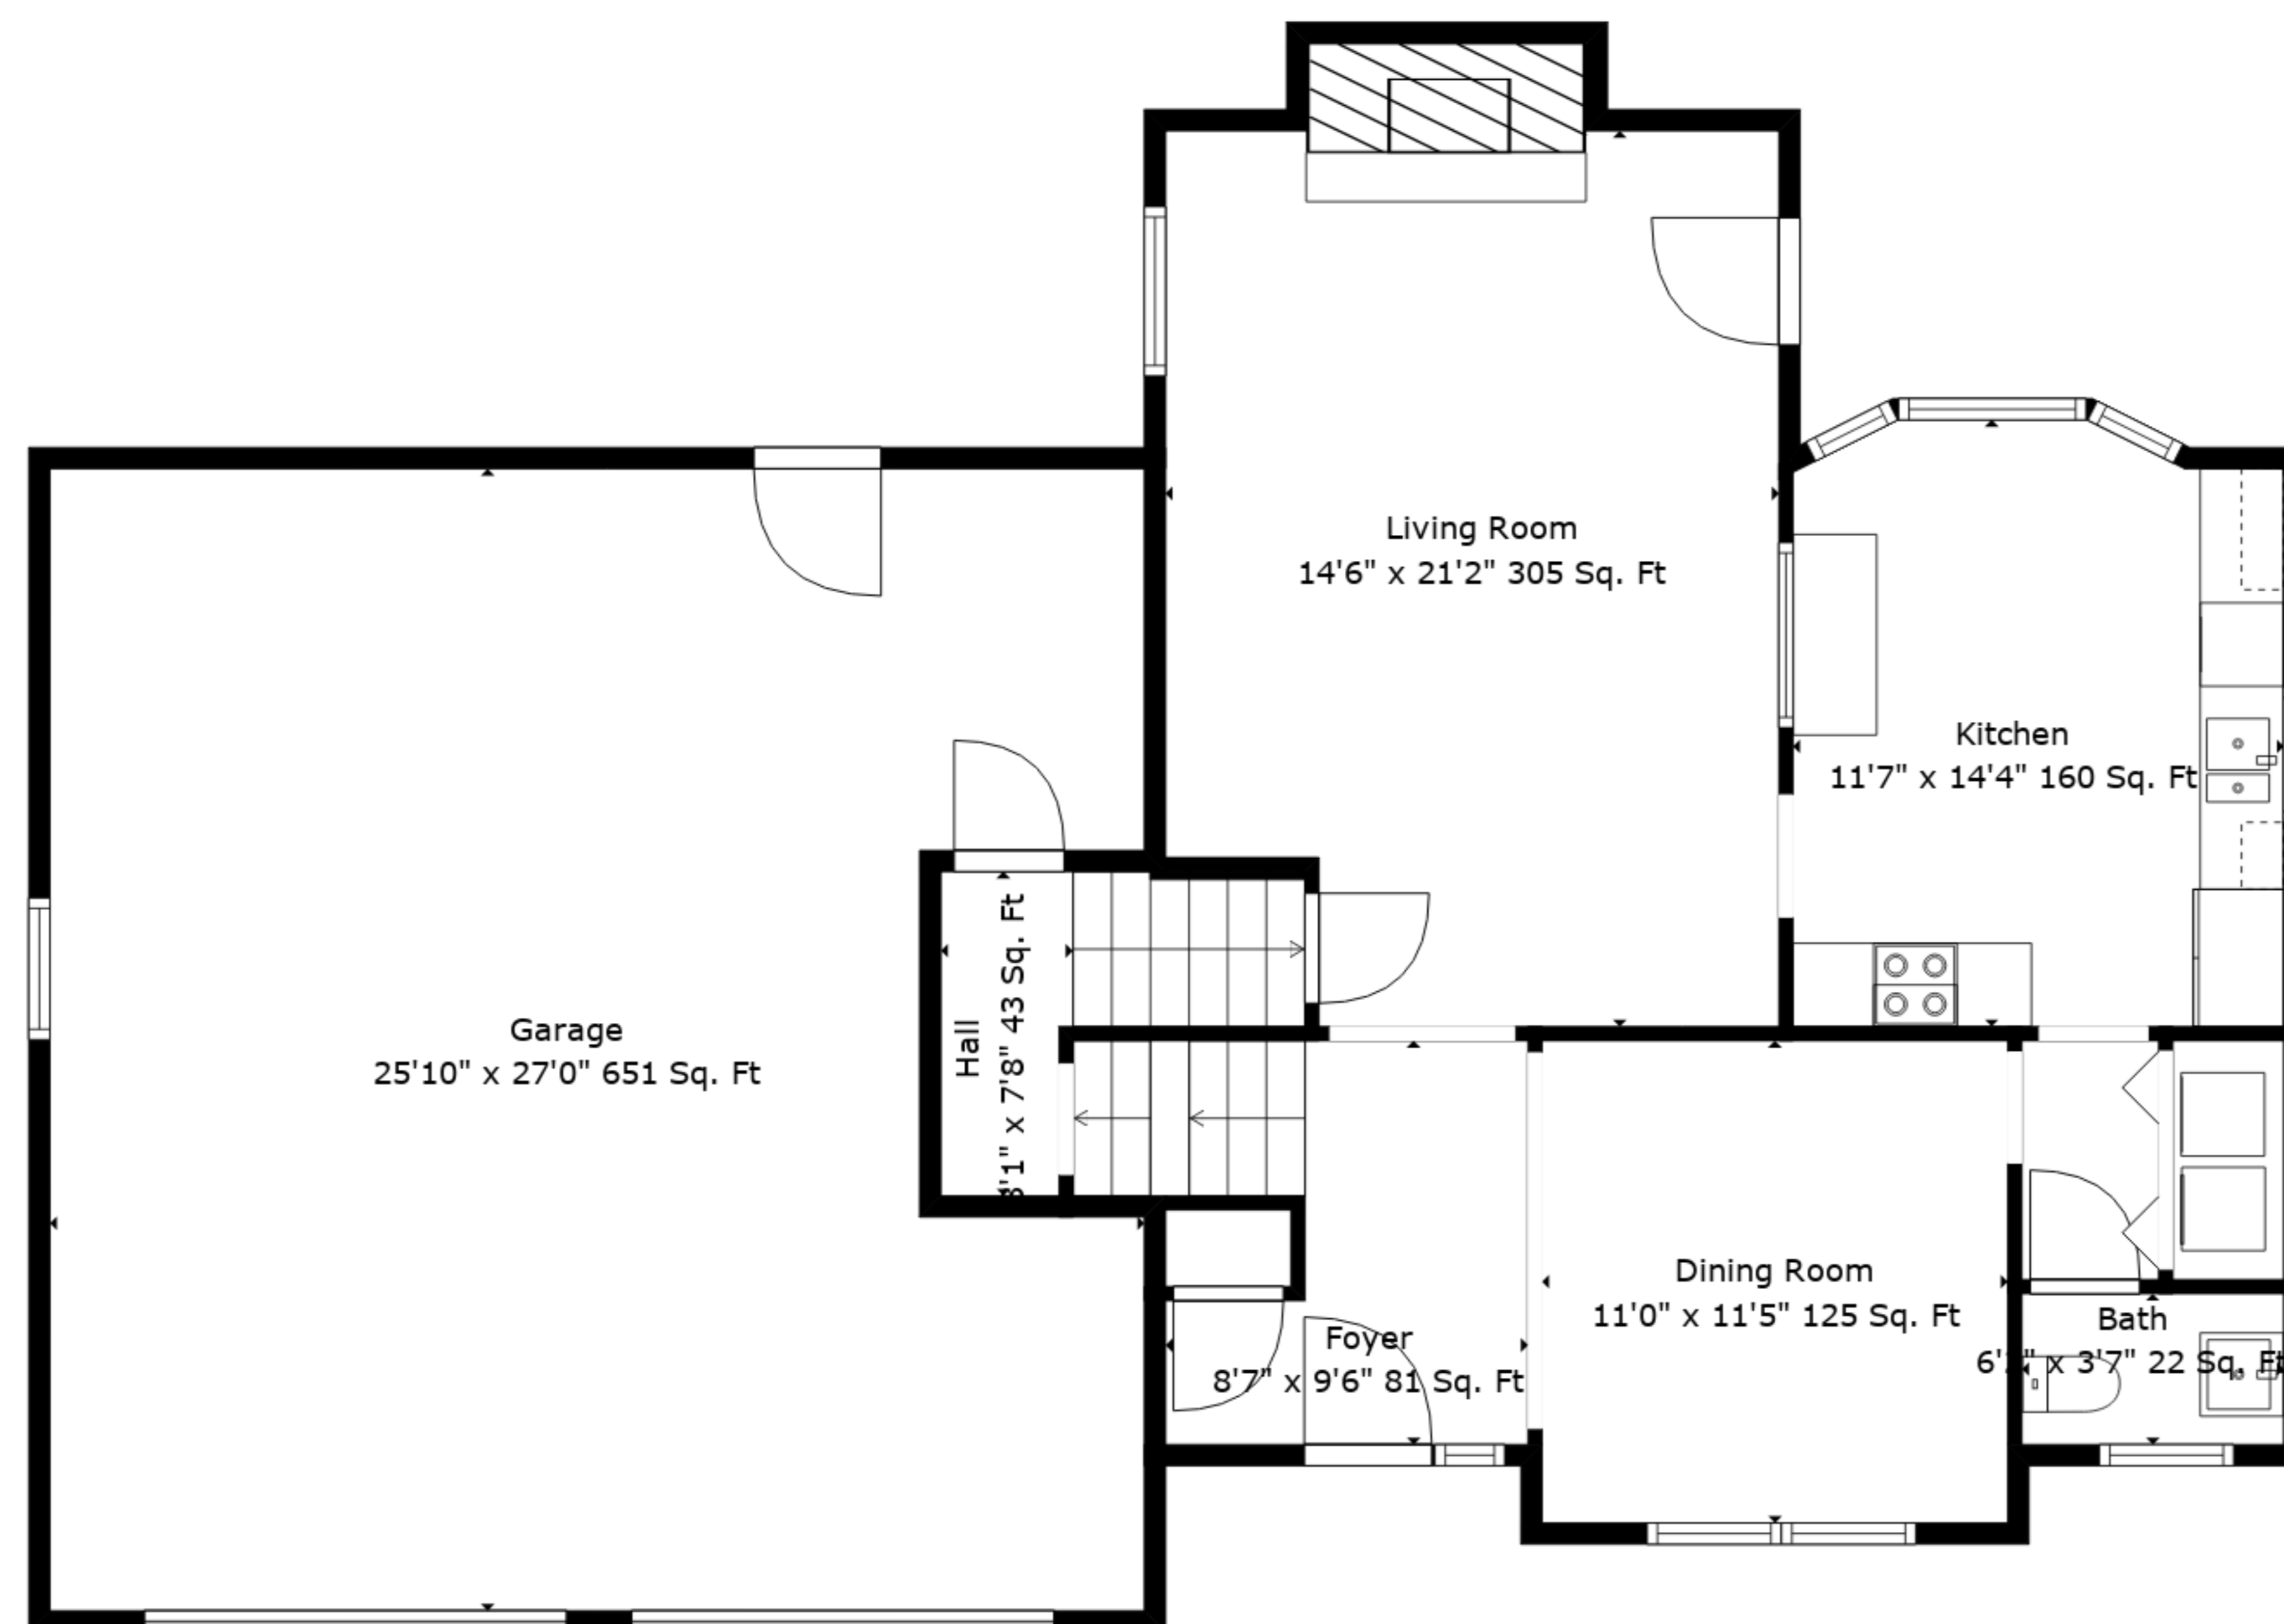 Living Room
14'6" x 21'2" 305 Sq. Ft
Kitchen
11'7" x 14'4" 160 Sq. Ft
Garage
25'10" x 27'0" 651 Sq. Ft
Hall
x 7'8" 43 Sq. Ft
Dining Room
11'0" x 11'5" 125 Sq. Ft
Foyer
8'7" x 9'6" 81 Sq. Ft
Bath
x 3'7" 22 Sq. Ft